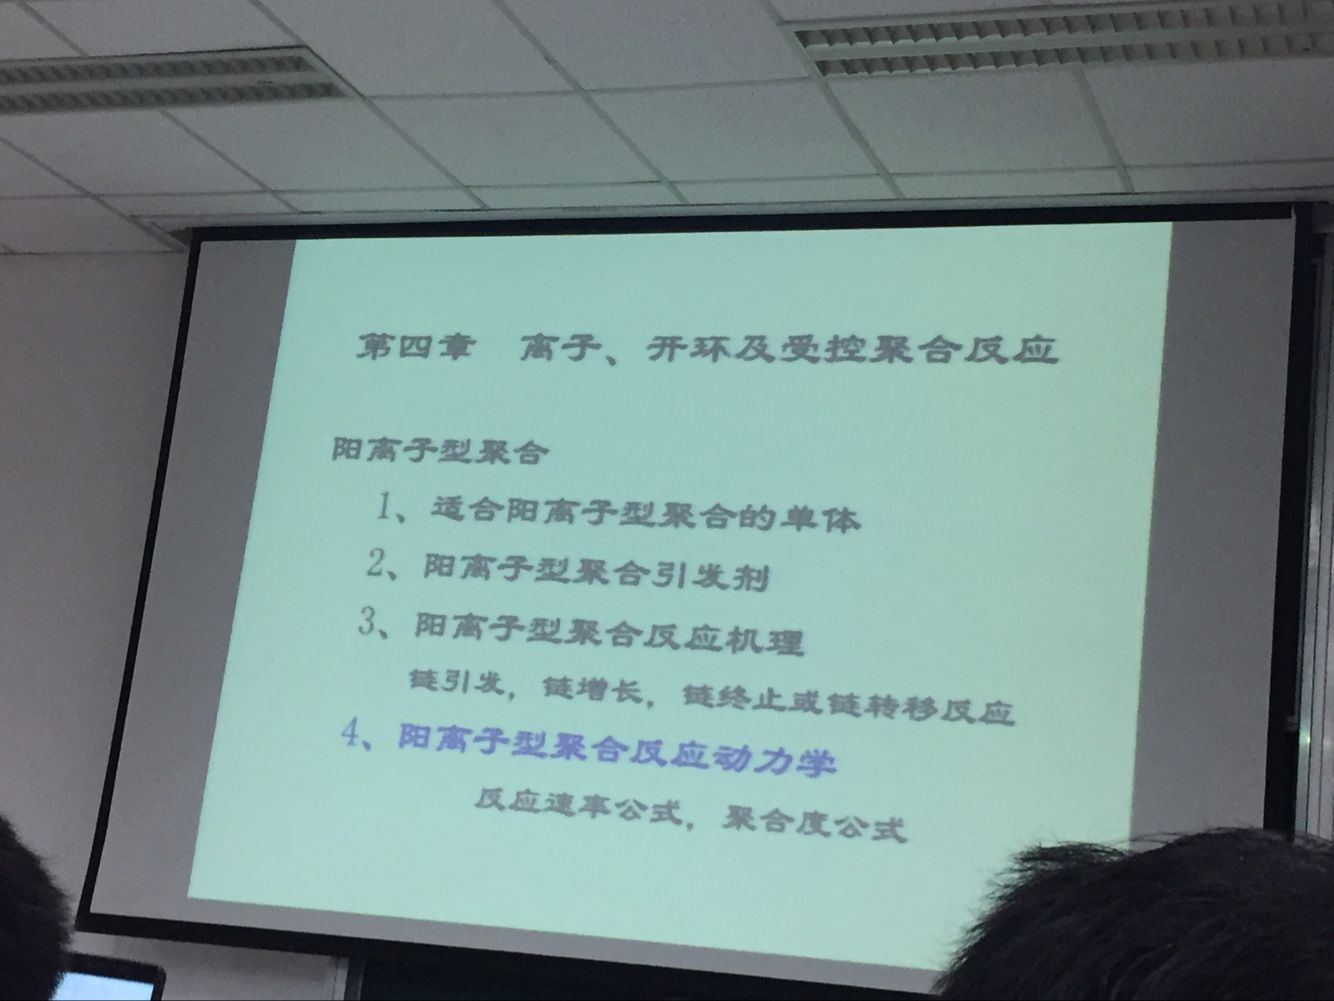 第四章 离子、开环及受控聚合反应
阳离子型聚合
1、适合阳离子型聚合的单体
2、阳离子型聚合引发剂
3、阳离子型聚合反应机理
链引发，链增长，链终止或链转移反应
4、阳离子型聚合反应动力学
反应速率公式，聚合度公式